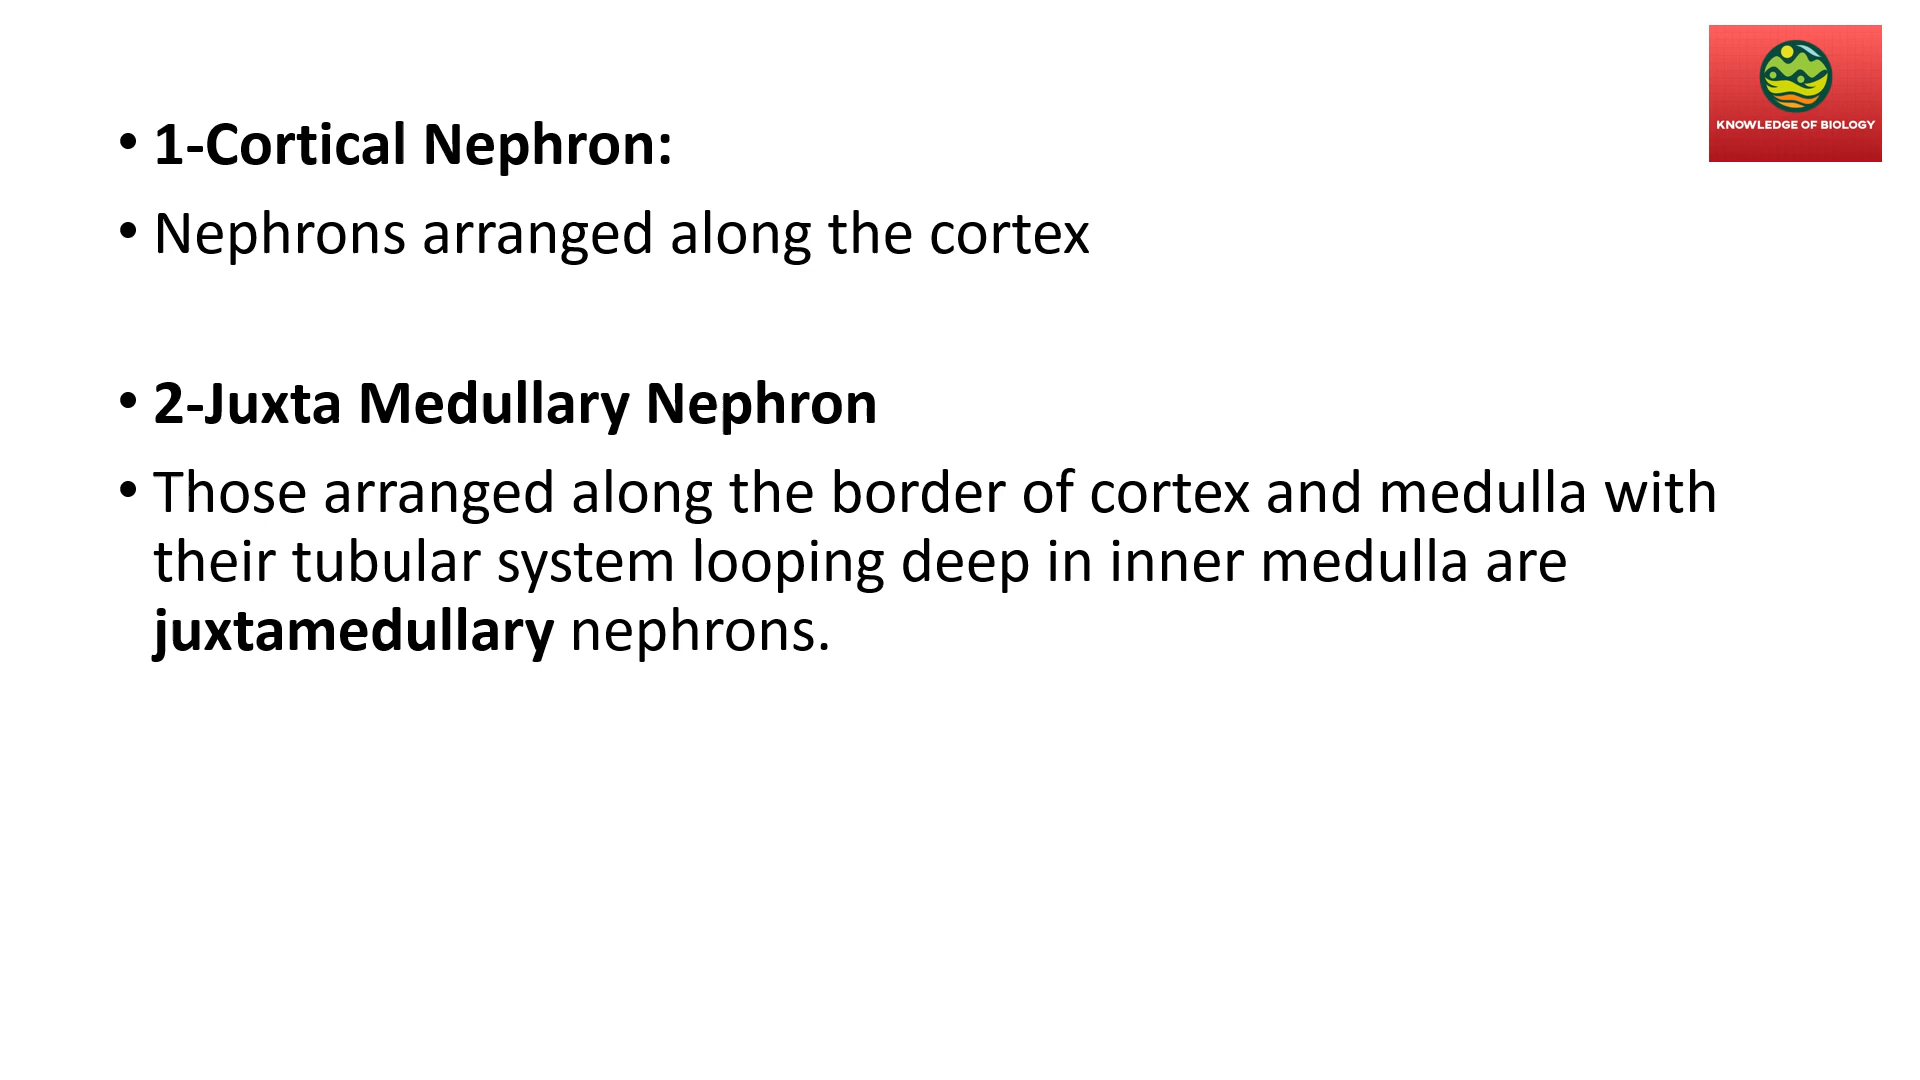 KNOWLEDGE OF BIOLOGY
• 1-Cortical Nephron:
• Nephrons arranged along the cortex
• 2-Juxta Medullary Nephron
• Those arranged along the border of cortex and medulla with
their tubular system looping deep in inner medulla are
juxtamedullary nephrons.